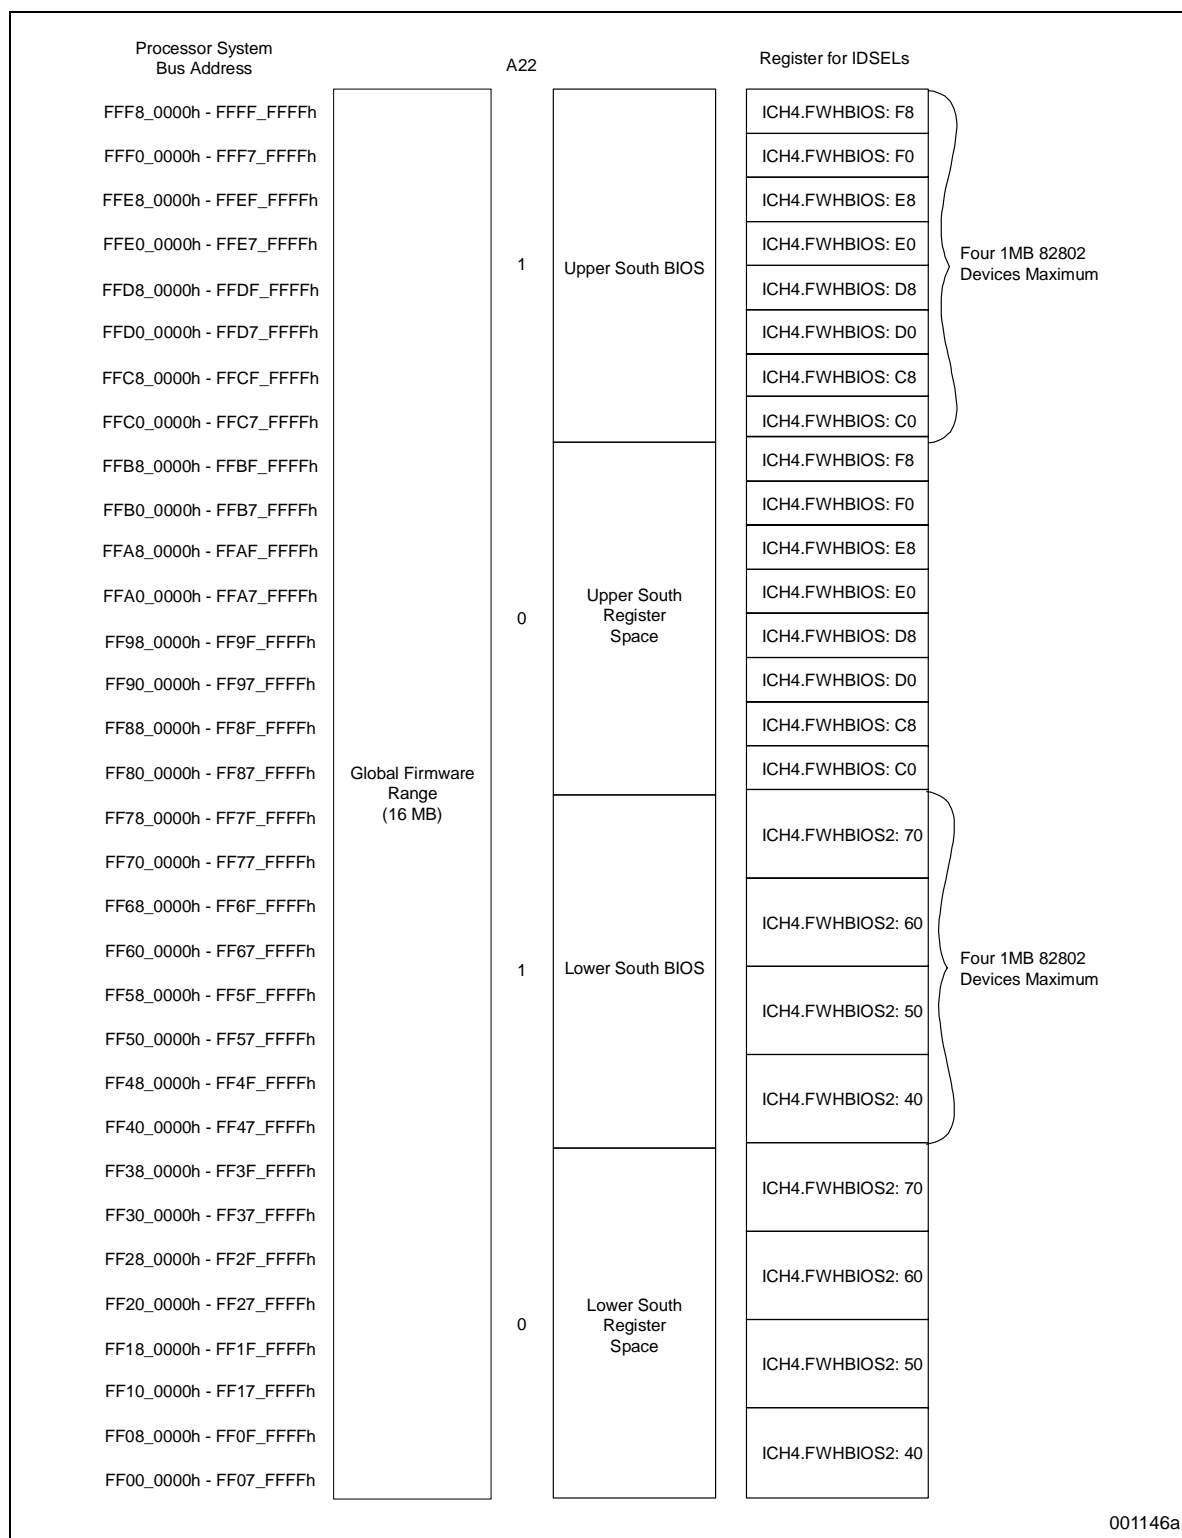 Processor System
Bus Address
A22
Register for IDSELs
FFF8_0000h - FFFF_FFFFh
FFF0_0000h - FFF7_FFFFh
FFE8_0000h - FFEF_FFFFh
FFE0_0000h - FFE7_FFFFh
FFD8_0000h - FFDF_FFFFh
FFD0_0000h - FFD7_FFFFh
FFC8_0000h - FFCF_FFFFh
FFC0_0000h - FFC7_FFFFh
FFB8_0000h - FFBF_FFFFh
FFB0_0000h - FFB7_FFFFh
FFA8_0000h - FFAF_FFFFh
FFA0_0000h - FFA7_FFFFh
FF98_0000h - FF9F_FFFFh
FF90_0000h - FF97_FFFFh
FF88_0000h - FF8F_FFFFh
FF80_0000h - FF87_FFFFh
FF78_0000h - FF7F_FFFFh
FF70_0000h - FF77_FFFFh
FF68_0000h - FF6F_FFFFh
FF60_0000h - FF67_FFFFh
FF58_0000h - FF5F_FFFFh
FF50_0000h - FF57_FFFFh
FF48_0000h - FF4F_FFFFh
FF40_0000h - FF47_FFFFh
FF38_0000h - FF3F_FFFFh
FF30_0000h - FF37_FFFFh
FF28_0000h - FF2F_FFFFh
FF20_0000h - FF27_FFFFh
FF18_0000h - FF1F_FFFFh
FF10_0000h - FF17_FFFFh
FF08_0000h - FF0F_FFFFh
FF00_0000h - FF07_FFFFh
Global Firmware
Range
(16 MB)
1
0
1
0
Upper South BIOS
Upper South
Register
Space
Lower South BIOS
Lower South
Register
Space
ICH4.FWHBIOS: F8
ICH4.FWHBIOS: F0
ICH4.FWHBIOS: E8
ICH4.FWHBIOS: E0
ICH4.FWHBIOS: D8
ICH4.FWHBIOS: D0
ICH4.FWHBIOS: C8
ICH4.FWHBIOS: C0
ICH4.FWHBIOS: F8
ICH4.FWHBIOS: F0
ICH4.FWHBIOS: E8
ICH4.FWHBIOS: E0
ICH4.FWHBIOS: D8
ICH4.FWHBIOS: D0
ICH4.FWHBIOS: C8
ICH4.FWHBIOS: C0
ICH4.FWHBIOS2: 70
ICH4.FWHBIOS2: 60
ICH4.FWHBIOS2: 50
ICH4.FWHBIOS2: 40
ICH4.FWHBIOS2: 70
ICH4.FWHBIOS2: 60
ICH4.FWHBIOS2: 50
ICH4.FWHBIOS2: 40
Four 1MB 82802
Devices Maximum
Four 1MB 82802
Devices Maximum
001146a